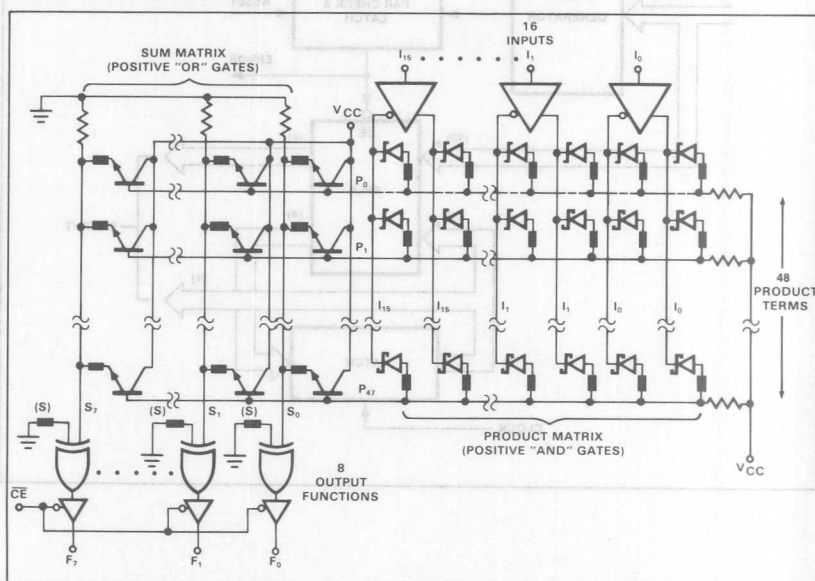 16
INPUTS
I15
I1
I0
SUM MATRIX
(POSITIVE "OR" GATES)
VCC
P0
P1
I15
I15
I1
I1
I0
I0
48
PRODUCT
TERMS
P47
(S)
S7
(S)
S1
(S)
S0
PRODUCT MATRIX
(POSITIVE "AND" GATES)
VCC
8
OUTPUT
FUNCTIONS
CE
F7
F1
F0